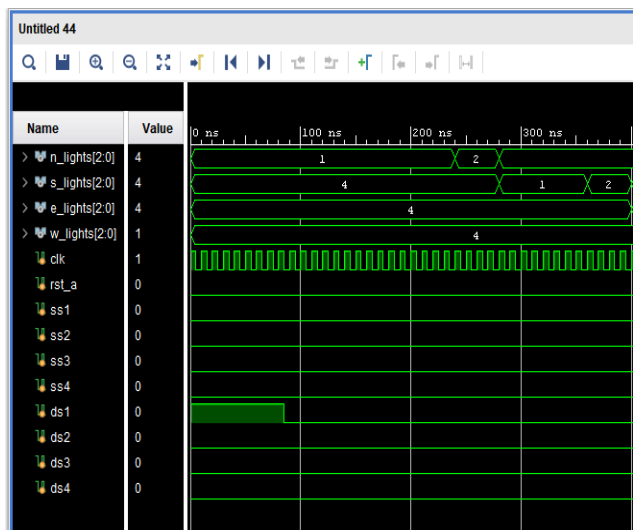 Untitled 44
Name Value 0 ns 100 ns 200 ns 300 ns
n_lights[2:0] 4 1 2
s_lights[2:0] 4 4 1 2
e_lights[2:0] 4 4
w_lights[2:0] 1 4
clk 1
rst_a 0
ss1 0
ss2 0
ss3 0
ss4 0
ds1 0
ds2 0
ds3 0
ds4 0